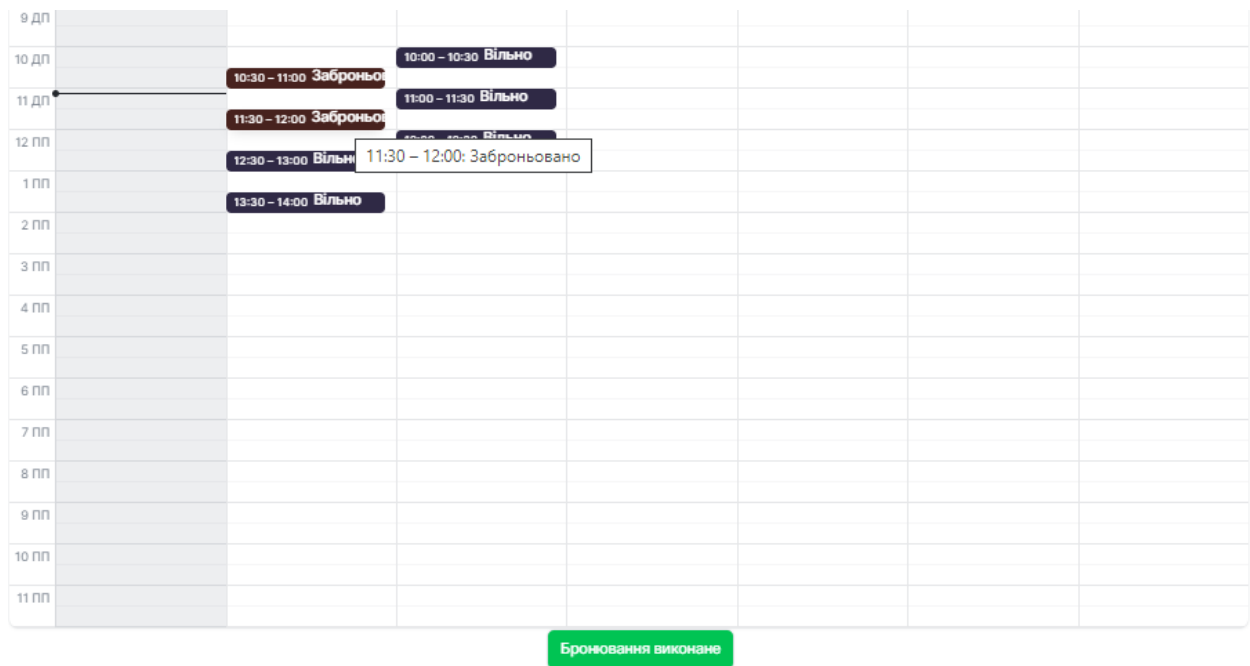 9 ДП
10 ДП
11 ДП
12 ПП
1 ПП
2 ПП
3 ПП
4 ПП
5 ПП
6 ПП
7 ПП
8 ПП
9 ПП
10 ПП
11 ПП
10:30 – 11:00 Заброньов
11:30 – 12:00 Заброньов
12:30 – 13:00 Вільн
13:30 – 14:00 Вільно
10:00 – 10:30 Вільно
11:00 – 11:30 Вільно
Вільно
11:30 – 12:00: Заброньовано
Бронювання виконане